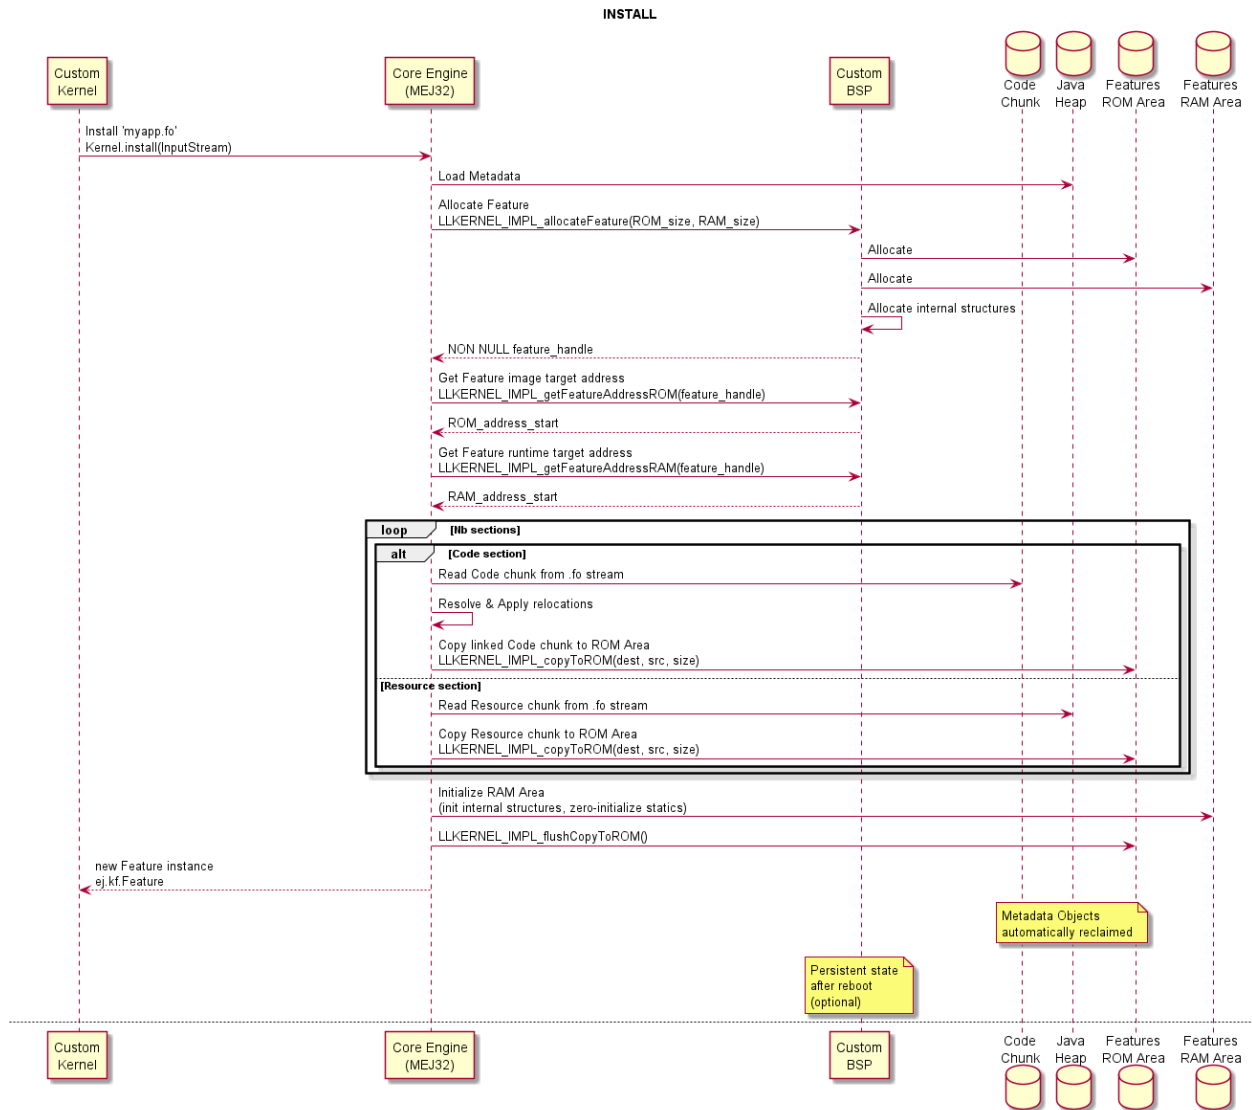 INSTALL
Custom
Kernel
Core Engine
(MEJ32)
Custom
BSP
Code
Chunk
Java
Heap
Features
ROM Area
Features
RAM Area
Install 'myapp.fo'
Kernel.install(InputStream)
Load Metadata
Allocate Feature
LLKERNEL_IMPL_allocateFeature(ROM_size, RAM_size)
Allocate
Allocate
Allocate internal structures
NON NULL feature_handle
Get Feature image target address
LLKERNEL_IMPL_getFeatureAddressROM(feature_handle)
ROM_address_start
Get Feature runtime target address
LLKERNEL_IMPL_getFeatureAddressRAM(feature_handle)
RAM_address_start
loop [Nb sections]
alt [Code section]
Read Code chunk from .fo stream
Resolve & Apply relocations
Copy linked Code chunk to ROM Area
LLKERNEL_IMPL_copyToROM(dest, src, size)
[Resource section]
Read Resource chunk from .fo stream
Copy Resource chunk to ROM Area
LLKERNEL_IMPL_copyToROM(dest, src, size)
Initialize RAM Area
(init internal structures, zero-initialize statics)
LLKERNEL_IMPL_flushCopyToROM()
new Feature instance
ej.kf.Feature
Metadata Objects
automatically reclaimed
Persistent state
after reboot
(optional)
Custom
Kernel
Core Engine
(MEJ32)
Custom
BSP
Code
Chunk
Java
Heap
Features
ROM Area
Features
RAM Area